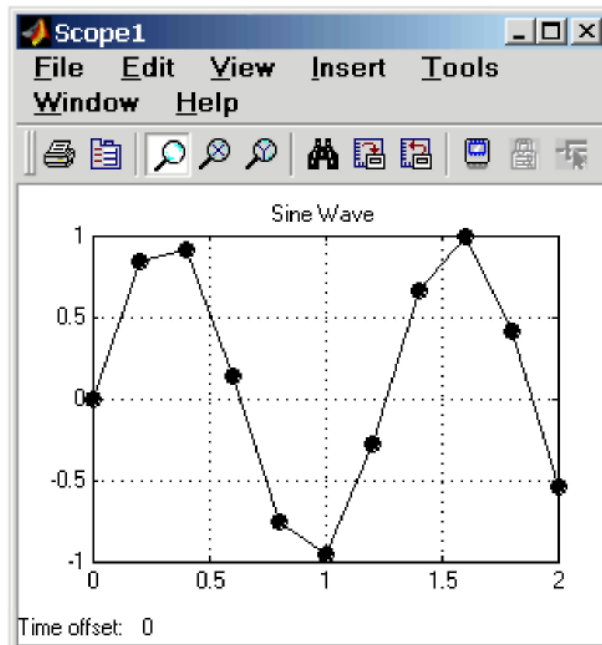 Scope1
File Edit View Insert Tools
Window Help
Sine Wave
1
0.5
0
-0.5
-1
0 0.5 1 1.5 2
Time offset: 0